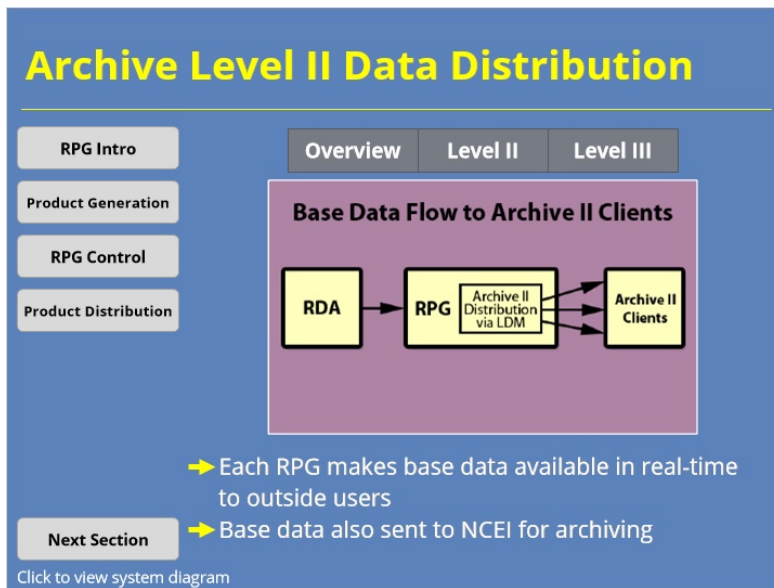 Archive Level II Data Distribution
RPG Intro
Product Generation
RPG Control
Product Distribution
Overview
Level II
Level III
Base Data Flow to Archive II Clients
RDA
RPG
Archive II
Distribution
via LDM
Archive II
Clients
Each RPG makes base data available in real-time
to outside users
Base data also sent to NCEI for archiving
Next Section
Click to view system diagram